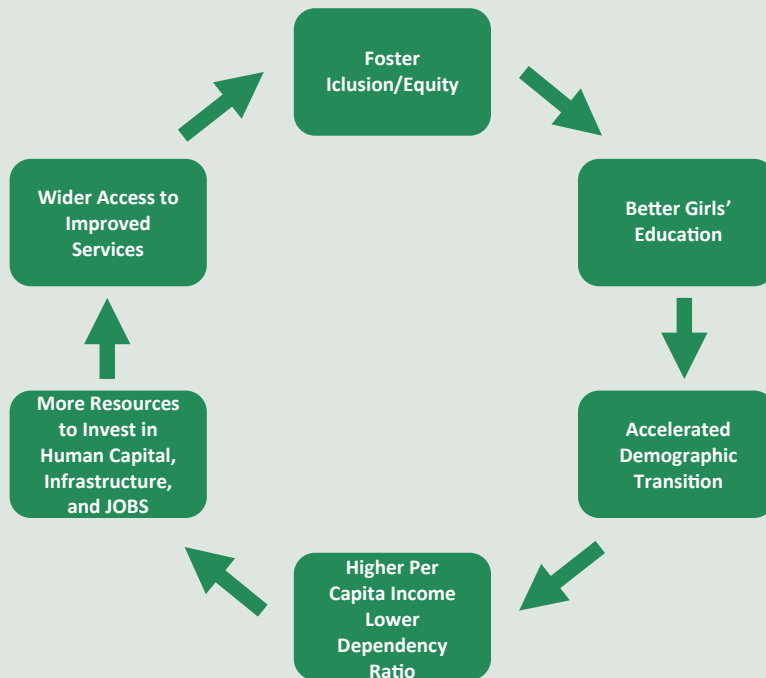 Foster
Iclusion/Equity
Better Girls’
Education
Accelerated
Demographic
Transition
Higher Per
Capita Income
Lower
Dependency
Ratio
More Resources
to Invest in
Human Capital,
Infrastructure,
and JOBS
Wider Access to
Improved
Services